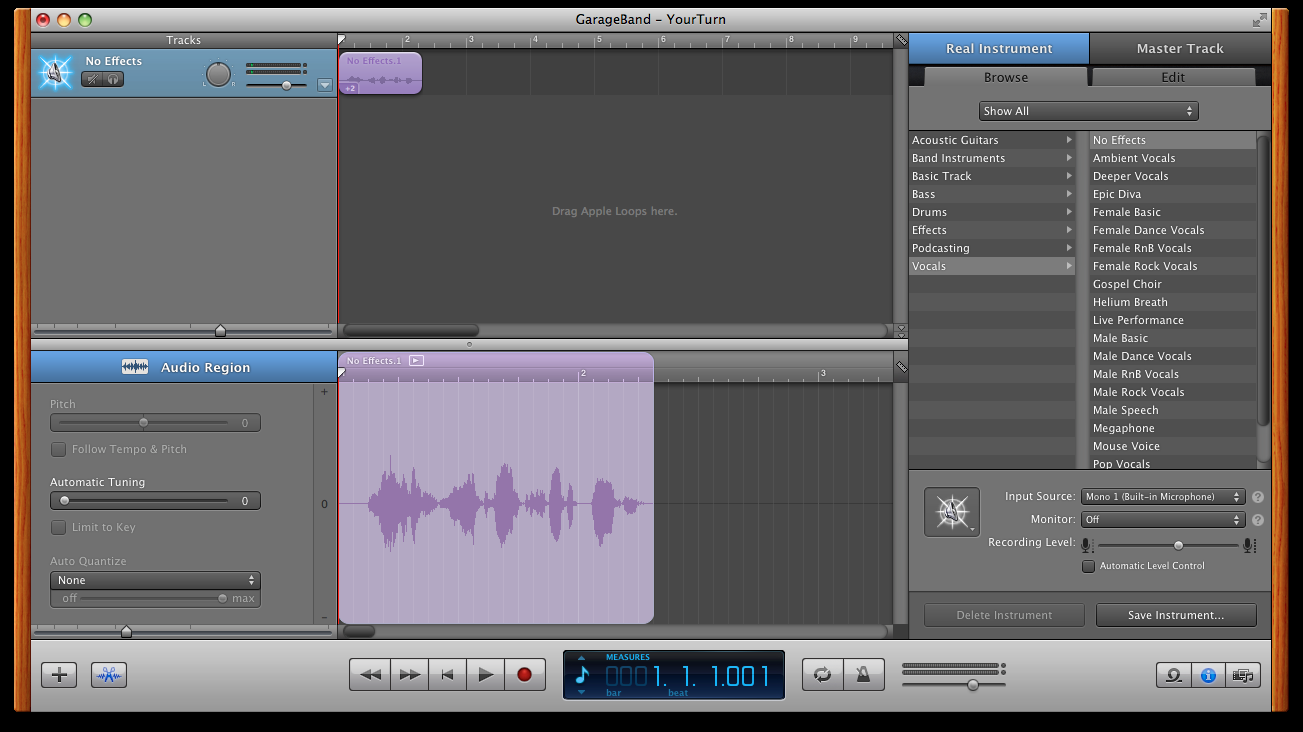 GarageBand – YourTurn
Tracks
No Effects
L R
2 3 4 5 6 7 8 9
No Effects.1
+2
Drag Apple Loops here.
Audio Region
Pitch
0
Follow Tempo & Pitch
Automatic Tuning
0
Limit to Key
Auto Quantize
None
off max
+
0
–
No Effects.1
2 3
Real Instrument Master Track
Browse Edit
Show All
Acoustic Guitars
Band Instruments
Basic Track
Bass
Drums
Effects
Podcasting
Vocals
No Effects
Ambient Vocals
Deeper Vocals
Epic Diva
Female Basic
Female Dance Vocals
Female RnB Vocals
Female Rock Vocals
Gospel Choir
Helium Breath
Live Performance
Male Basic
Male Dance Vocals
Male RnB Vocals
Male Rock Vocals
Male Speech
Megaphone
Mouse Voice
Pop Vocals
Input Source: Mono 1 (Built-in Microphone) ?
Monitor: Off ?
Recording Level:
Automatic Level Control
Delete Instrument Save Instrument...
MEASURES
0001. 1. 1.001
bar beat